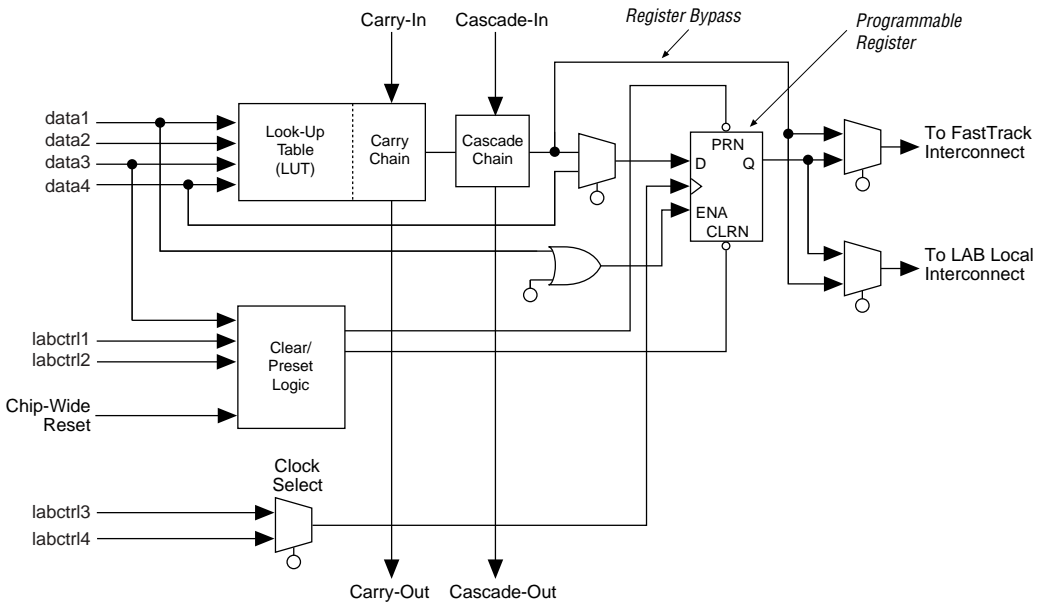 Carry-In
Cascade-In
Register Bypass
Programmable
Register
data1
data2
data3
data4
Look-Up
Table
(LUT)
Carry
Chain
Cascade
Chain
PRN
D
Q
ENA
CLRN
To FastTrack
Interconnect
To LAB Local
Interconnect
labctrl1
labctrl2
Chip-Wide
Reset
Clear/
Preset
Logic
Clock
Select
labctrl3
labctrl4
Carry-Out
Cascade-Out